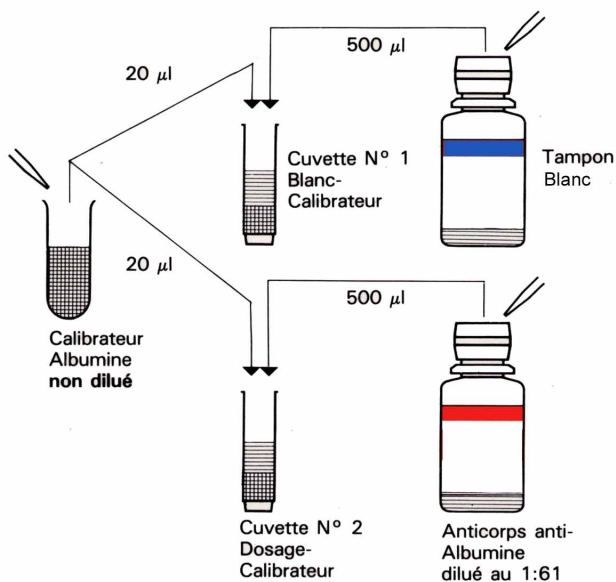 500 µl
20 µl
Cuvette N° 1
Blanc-
Calibrateur
Tampon
Blanc
20 µl
500 µl
Calibrateur
Albumine
non dilué
Cuvette N° 2
Dosage-
Calibrateur
Anticorps anti-
Albumine
dilué au 1:61